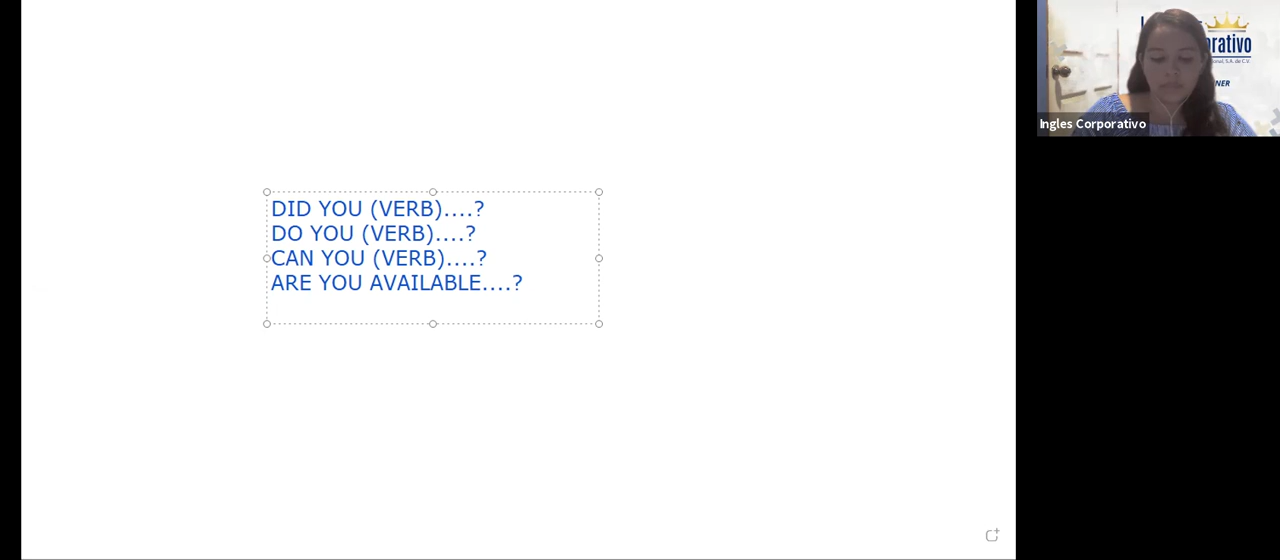 DID YOU (VERB)....?
DO YOU (VERB)....?
CAN YOU (VERB)....?
ARE YOU AVAILABLE....?
Ingles Corporativo